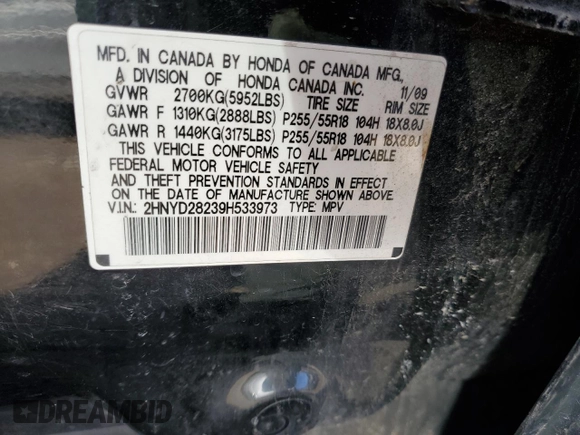 MFD. IN CANADA BY HONDA OF CANADA MFG.,
A DIVISION OF HONDA CANADA INC. 11/09
GVWR 2700KG(5952LBS) TIRE SIZE RIM SIZE
GAWR F 1310KG(2888LBS) P255/55R18 104H 18X8.0J
GAWR R 1440KG(3175LBS) P255/55R18 104H 18X8.0J
THIS VEHICLE CONFORMS TO ALL APPLICABLE
FEDERAL MOTOR VEHICLE SAFETY
AND THEFT PREVENTION STANDARDS IN EFFECT
ON THE DATE OF MANUFACTURE SHOWN ABOVE.
V.I.N.: 2HNYD28239H533973 TYPE: MPV
DREAMBID